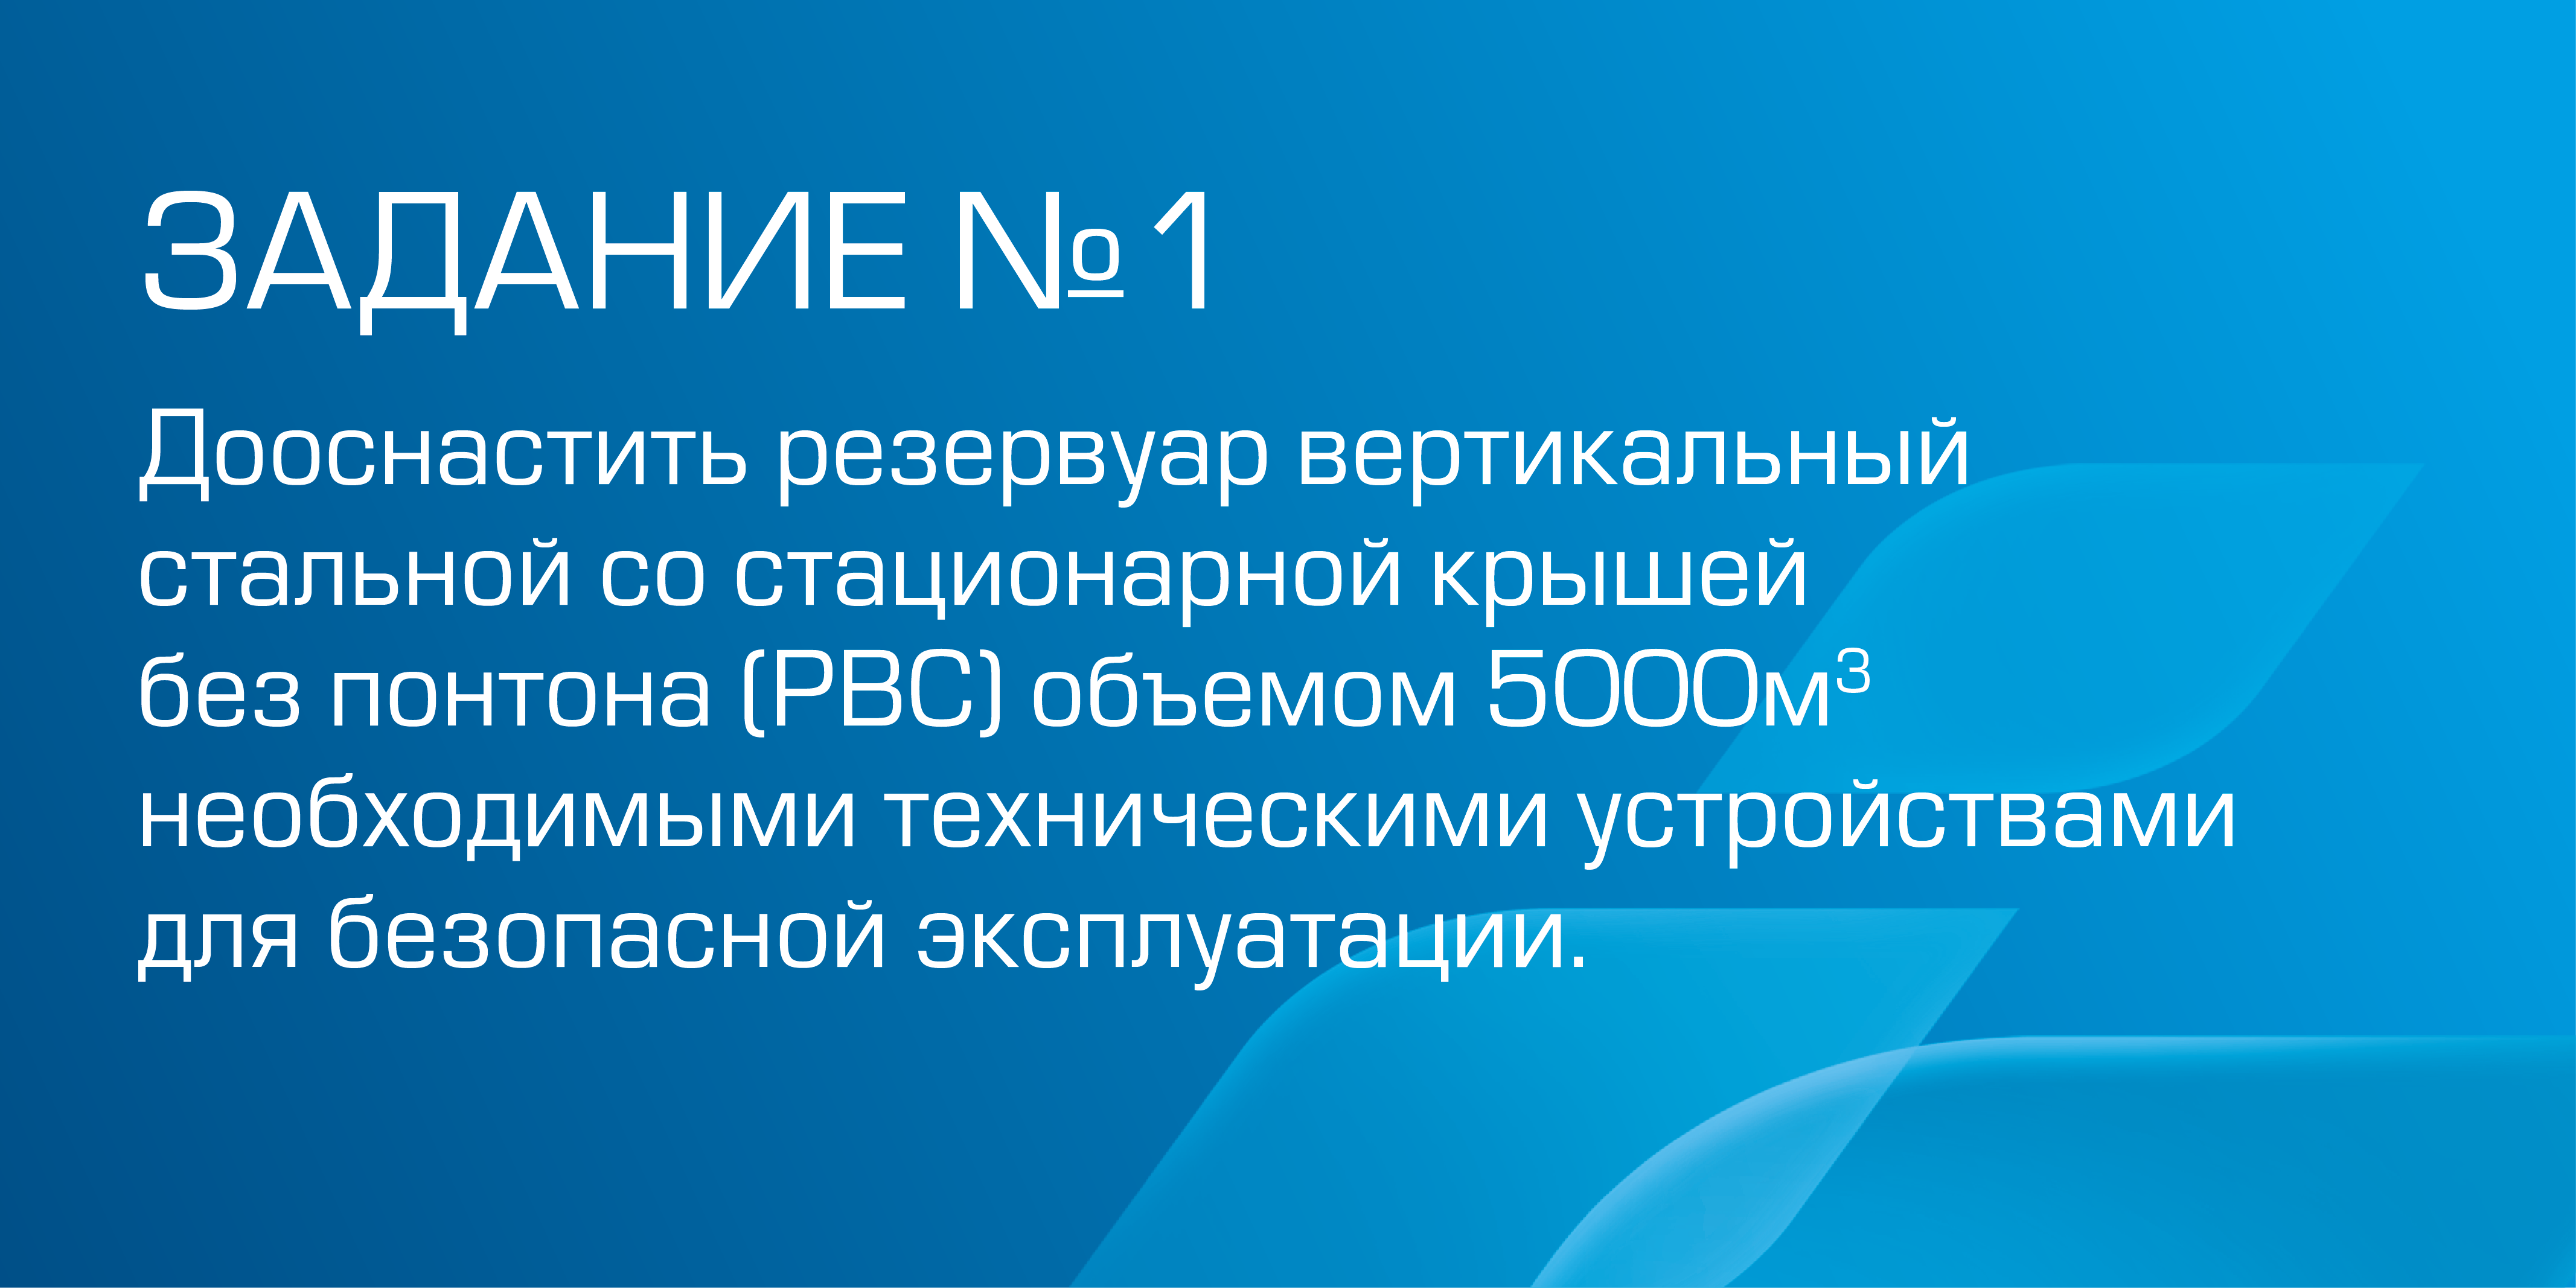 ЗАДАНИЕ №1
Дооснастить резервуар вертикальный
стальной со стационарной крышей
без понтона (РВС) объемом 5000м³
необходимыми техническими устройствами
для безопасной эксплуатации.